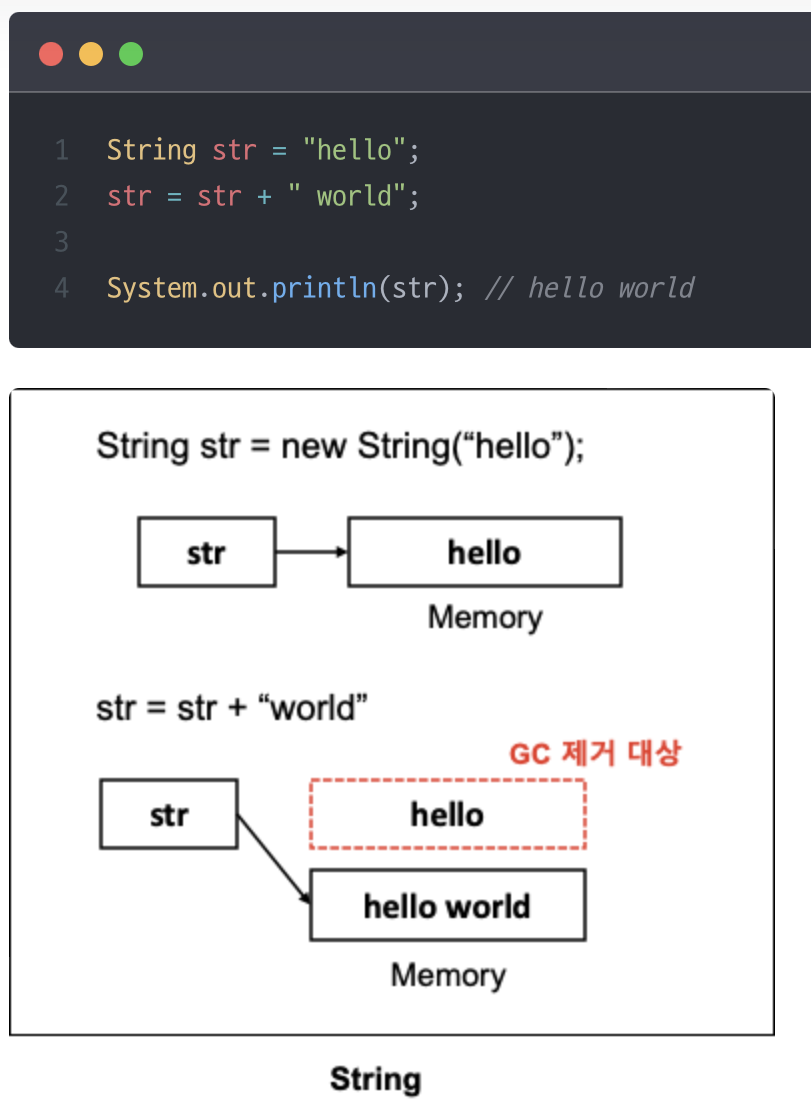 1 String str = "hello";
2 str = str + " world";
3
4 System.out.println(str); // hello world
String str = new String(“hello”);
str hello
Memory
str = str + “world”
GC 제거 대상
str hello
hello world
Memory
String